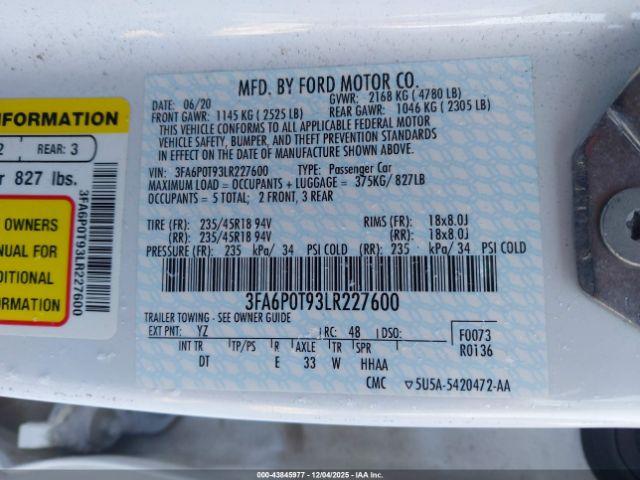 NFORMATION
2 REAR: 3
r 827 lbs.
OWNERS
NUAL FOR
DITIONAL
ORMATION
3FA6P0T93LR227600
MFD. BY FORD MOTOR CO.
DATE: 06/20 GVWR: 2168 KG ( 4780 LB)
FRONT GAWR: 1145 KG ( 2525 LB) REAR GAWR: 1046 KG ( 2305 LB)
THIS VEHICLE CONFORMS TO ALL APPLICABLE FEDERAL MOTOR
VEHICLE SAFETY, BUMPER, AND THEFT PREVENTION STANDARDS
IN EFFECT ON THE DATE OF MANUFACTURE SHOWN ABOVE.
VIN: 3FA6P0T93LR227600 TYPE: Passenger Car
MAXIMUM LOAD = OCCUPANTS + LUGGAGE = 375KG/ 827LB
OCCUPANTS = 5 TOTAL; 2 FRONT, 3 REAR
TIRE (FR): 235/45R18 94V RIMS (FR): 18x8.0J
(RR): 235/45R18 94V (RR): 18x8.0J
PRESSURE (FR): 235 kPa/ 34 PSI COLD (RR): 235 kPa/ 34 PSI COLD
3FA6P0T93LR227600
TRAILER TOWING - SEE OWNER GUIDE
EXT PNT: YZ RC: 48 DSO: F0073
INT TR TP/PS R AXLE TR SPR R0136
DT E 33 W HHAA
CMC ▽5U5A-5420472-AA
© - 43845977 - 12/04/2025 - IAAI.COM